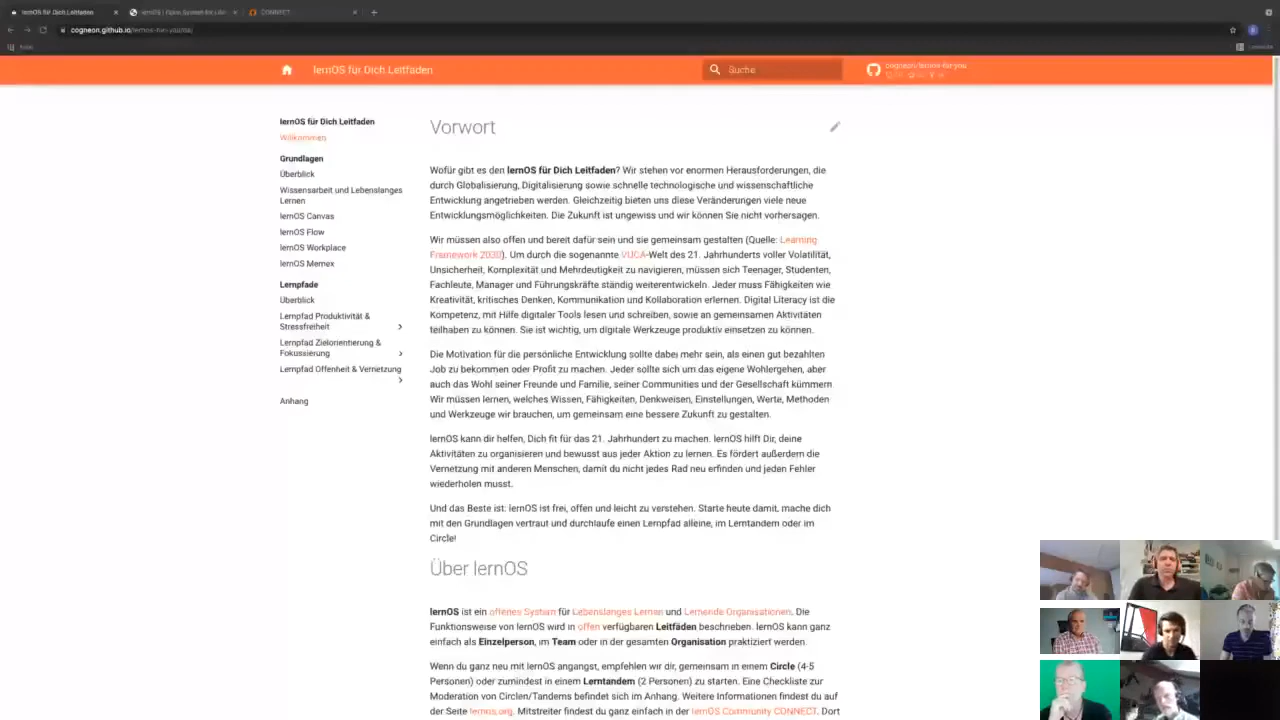 lernOS für Dich Leitfaden
CONNECT
cogneon.github.io/lernos-for-you/de/
lernOS für Dich Leitfaden
Suche
cogneon/lernos-for-you
lernOS für Dich Leitfaden
Willkommen
Grundlagen
Überblick
Wissensarbeit und Lebenslanges
Lernen
lernOS Canvas
lernOS Flow
lernOS Workplace
lernOS Memex
Lernpfade
Überblick
Lernpfad Produktivität &
Stressfreiheit
Lernpfad Zielorientierung &
Fokussierung
Lernpfad Offenheit & Vernetzung
Anhang
Vorwort
Wofür gibt es den lernOS für Dich Leitfaden? Wir stehen vor enormen Herausforderungen, die
durch Globalisierung, Digitalisierung sowie schnelle technologische und wissenschaftliche
Entwicklung angetrieben werden. Gleichzeitig bieten uns diese Veränderungen viele neue
Entwicklungsmöglichkeiten. Die Zukunft ist ungewiss und wir können Sie nicht vorhersagen.
Wir müssen also offen und bereit dafür sein und sie gemeinsam gestalten (Quelle: Learning
Framework 2030). Um durch die sogenannte VUCA-Welt des 21. Jahrhunderts voller Volatilität,
Unsicherheit, Komplexität und Mehrdeutigkeit zu navigieren, müssen sich Teenager, Studenten,
Fachleute, Manager und Führungskräfte ständig weiterentwickeln. Jeder muss Fähigkeiten wie
Kreativität, kritisches Denken, Kommunikation und Kollaboration erlernen. Digital Literacy ist die
Kompetenz, mit Hilfe digitaler Tools lesen und schreiben, sowie an gemeinsamen Aktivitäten
teilhaben zu können. Sie ist wichtig, um digitale Werkzeuge produktiv einsetzen zu können.
Die Motivation für die persönliche Entwicklung sollte dabei mehr sein, als einen gut bezahlten
Job zu bekommen oder Profit zu machen. Jeder sollte sich um das eigene Wohlergehen, aber
auch das Wohl seiner Freunde und Familie, seiner Communities und der Gesellschaft kümmern
Wir müssen lernen, welches Wissen, Fähigkeiten, Denkweisen, Einstellungen, Werte, Methoden
und Werkzeuge wir brauchen, um gemeinsam eine bessere Zukunft zu gestalten.
lernOS kann dir helfen, Dich fit für das 21. Jahrhundert zu machen. lernOS hilft Dir, deine
Aktivitäten zu organisieren und bewusst aus jeder Aktion zu lernen. Es fördert außerdem die
Vernetzung mit anderen Menschen, damit du nicht jedes Rad neu erfinden und jeden Fehler
wiederholen musst.
Und das Beste ist: lernOS ist frei, offen und leicht zu verstehen. Starte heute damit, mache dich
mit den Grundlagen vertraut und durchlaufe einen Lernpfad alleine, im Lerntandem oder im
Circle!
Über lernOS
lernOS ist ein offenes System für Lebenslanges Lernen und Lernende Organisationen. Die
Funktionsweise von lernOS wird in offen verfügbaren Leitfäden beschrieben. lernOS kann ganz
einfach als Einzelperson, im Team oder in der gesamten Organisation praktiziert werden.
Wenn du ganz neu mit lernOS angangst, empfehlen wir dir, gemeinsam in einem Circle (4-5
Personen) oder zumindest in einem Lerntandem (2 Personen) zu starten. Eine Checkliste zur
Moderation von Circlen/Tandems befindet sich im Anhang. Weitere Informationen findest du auf
der Seite lernos.org. Mitstreiter findest du ganz einfach in der lernOS Community CONNECT. Dort